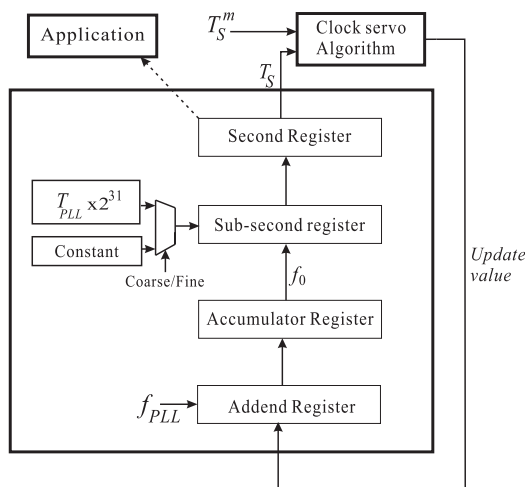 Application
T_S^m
Clock servo
Algorithm
T_S
Second Register
T_PLL x2^31
Sub-second register
Constant
Coarse/Fine
f_0
Update
value
Accumulator Register
f_PLL
Addend Register